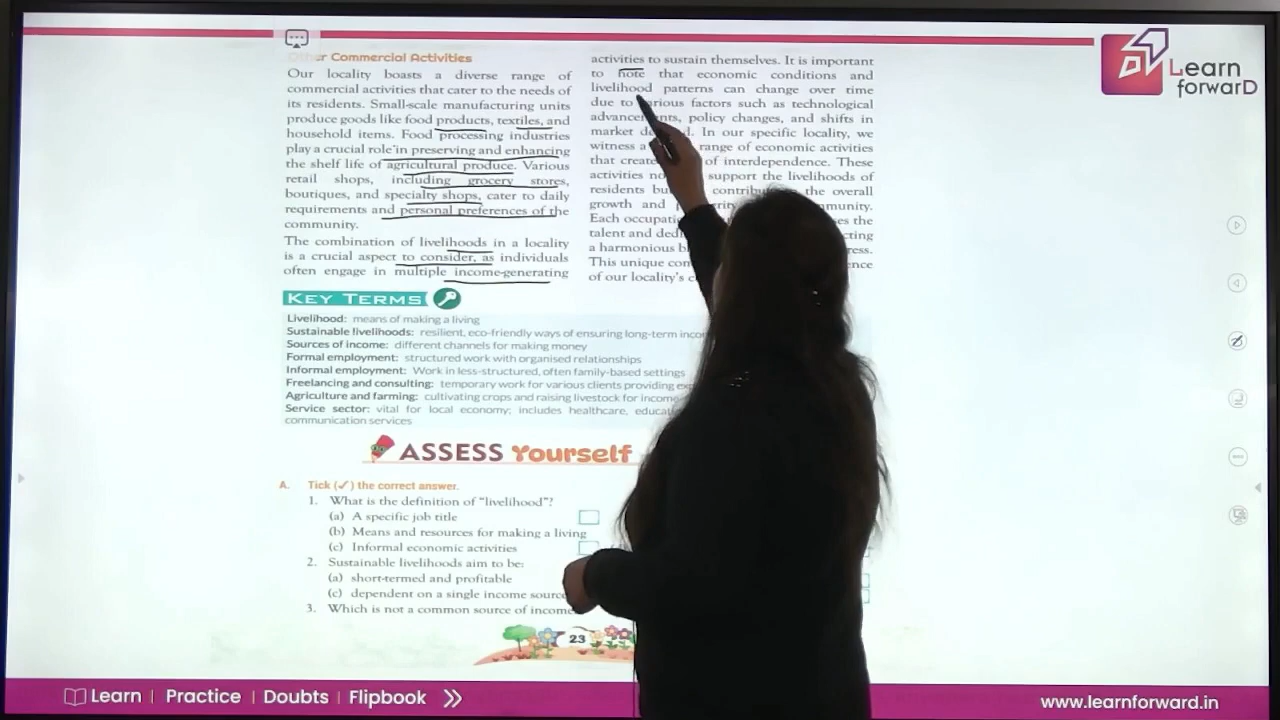 Other Commercial Activities
Our locality boasts a diverse range of
commercial activities that cater to the needs of
its residents. Small-scale manufacturing units
produce goods like food products, textiles, and
household items. Food processing industries
play a crucial role in preserving and enhancing
the shelf life of agricultural produce. Various
retail shops, including grocery stores,
boutiques, and specialty shops, cater to daily
requirements and personal preferences of the
community.
The combination of livelihoods in a locality
is a crucial aspect to consider, as individuals
often engage in multiple income-generating
activities to sustain themselves. It is important
to note that economic conditions and
livelihood patterns can change over time
due to various factors such as technological
policy changes, and shifts in
market In our specific locality, we
witness a range of economic activities
that create of interdependence. These
activities support the livelihoods of
residents the overall
growth and
Each the
talent and
a harmonious
This unique
of our locality's
KEY TERMS
Livelihood: means of making a living
Sustainable livelihoods: resilient, eco-friendly ways of ensuring long-term
Sources of income: different channels for making money
Formal employment: structured work with organised relationships
Informal employment: Work in less-structured, often family-based settings
Freelancing and consulting: temporary work for various clients providing
Agriculture and farming: cultivating crops and raising livestock for income
Service sector: vital for local economy; includes healthcare,
communication services
ASSESS Yourself
A. Tick (✓) the correct answer.
1. What is the definition of "livelihood"?
(a) A specific job title
(b) Means and resources for making a living
(c) Informal economic activities
2. Sustainable livelihoods aim to be:
(a) short-termed and profitable
(c) dependent on a single income source
3. Which is not a common source of income
23
Learn
forwarD
Learn | Practice | Doubts | Flipbook
www.learnforward.in